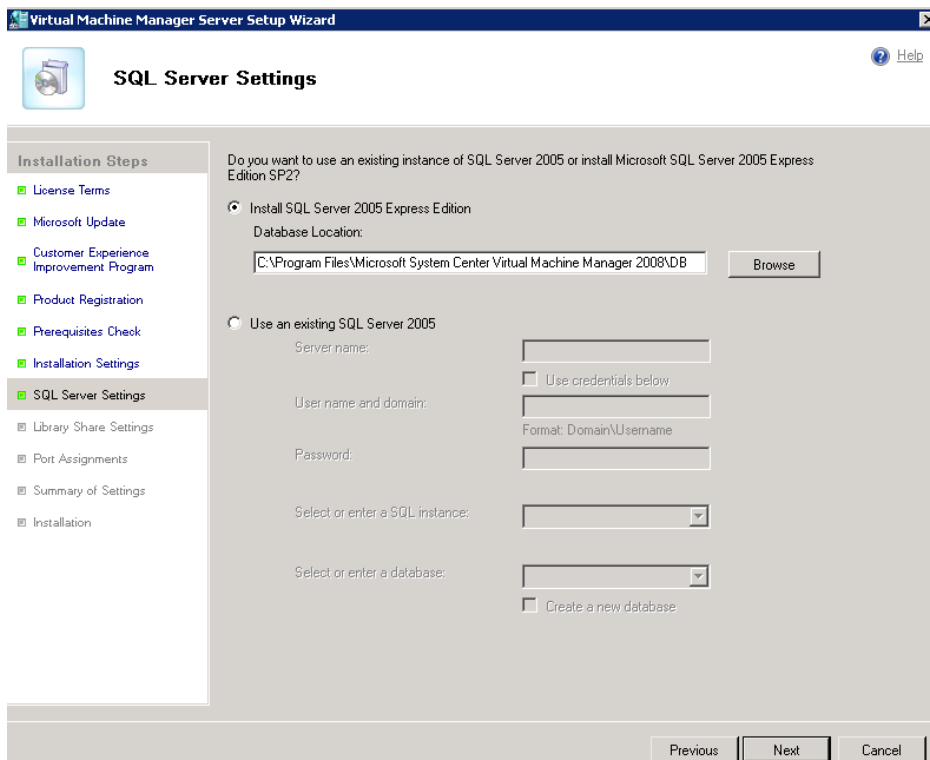 Virtual Machine Manager Server Setup Wizard
SQL Server Settings
Help
Installation Steps
License Terms
Microsoft Update
Customer Experience
Improvement Program
Product Registration
Prerequisites Check
Installation Settings
SQL Server Settings
Library Share Settings
Port Assignments
Summary of Settings
Installation
Do you want to use an existing instance of SQL Server 2005 or install Microsoft SQL Server 2005 Express
Edition SP2?
Install SQL Server 2005 Express Edition
Database Location:
C:\Program Files\Microsoft System Center Virtual Machine Manager 2008\DB
Browse
Use an existing SQL Server 2005
Server name:
Use credentials below
User name and domain:
Format: Domain\Username
Password:
Select or enter a SQL instance:
Select or enter a database:
Create a new database
Previous
Next
Cancel